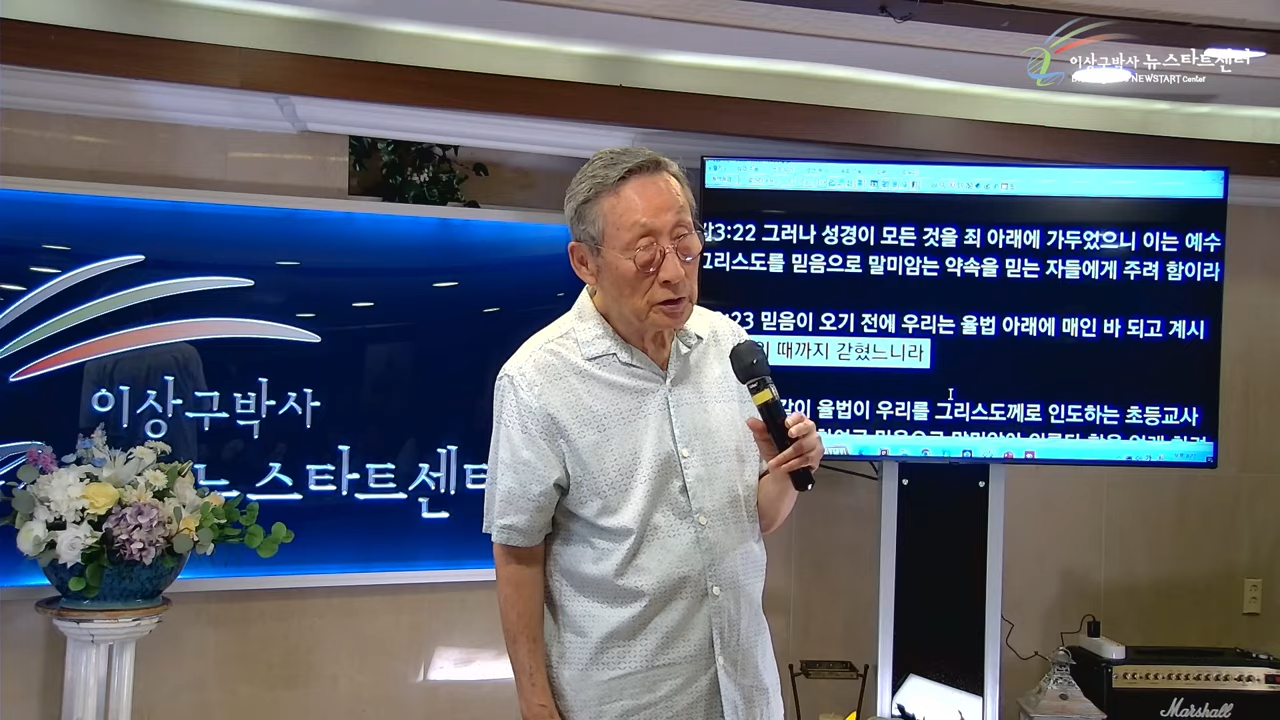 이상구박사 뉴스타트센터
NEWSTART Center
3:22 그러나 성경이 모든 것을 죄 아래에 가두었으니 이는 예수
그리스도를 믿음으로 말미암는 약속을 믿는 자들에게 주려 함이라
23 믿음이 오기 전에 우리는 율법 아래에 매인 바 되고 계시
때까지 갇혔느니라
같이 율법이 우리를 그리스도께로 인도하는 초등교사
이상구박사
뉴스타트센터
Marshall